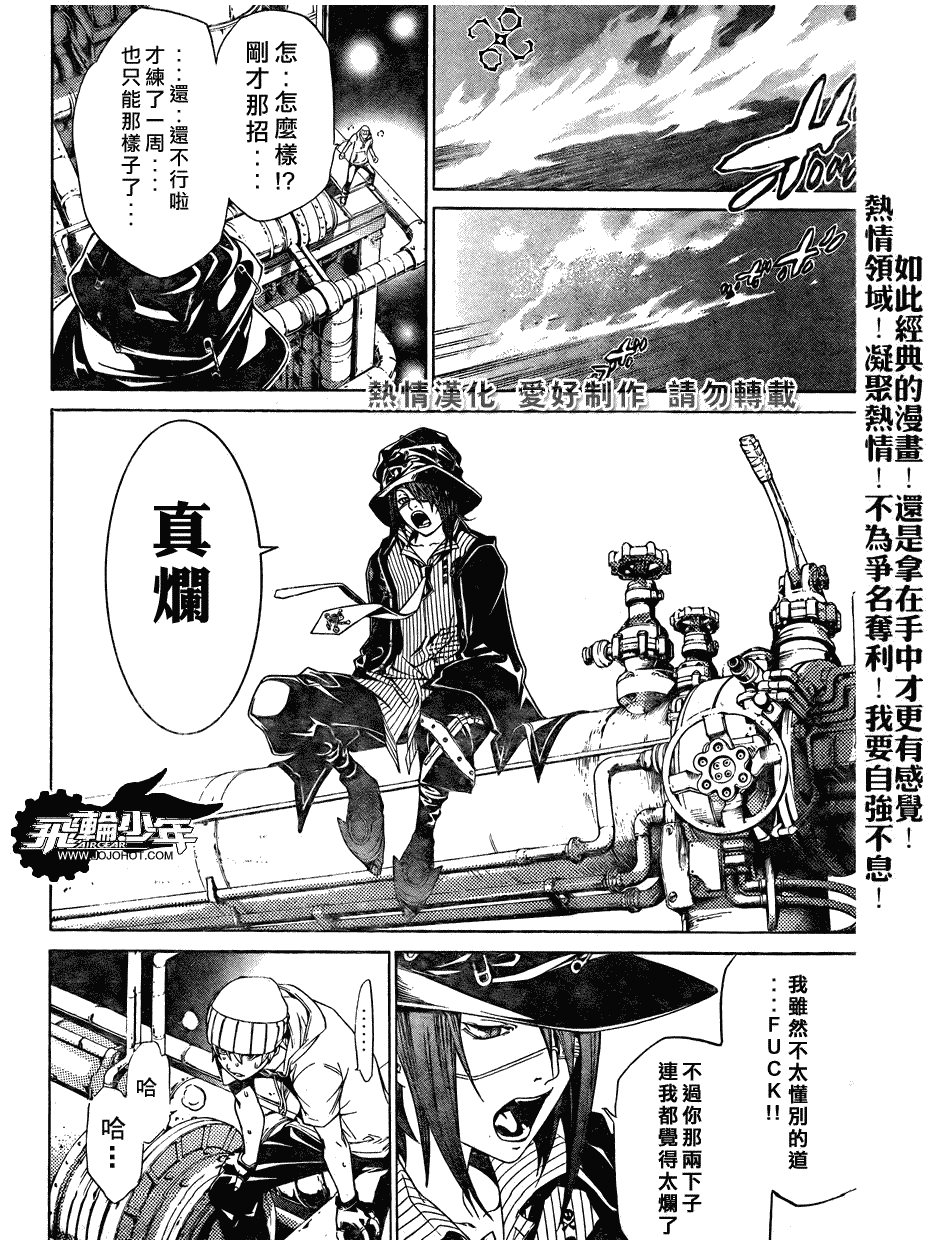 怎..怎麼樣!?
剛才那招...
....還..還不行啦
才練了一周....
也只能那樣子了...
熱情漢化 愛好制作 請勿轉載
真爛
飛輪少年
AIRGEAR
WWW.JOJOHOT.COM
我雖然不太懂別的道
....FUCK!!
不過你那兩下子
連我都覺得太爛了
......
哈
哈...
如此經典的漫畫！還是拿在手中才更有感覺！
熱情領域！凝聚熱情！不為爭名奪利！我要自強不息！